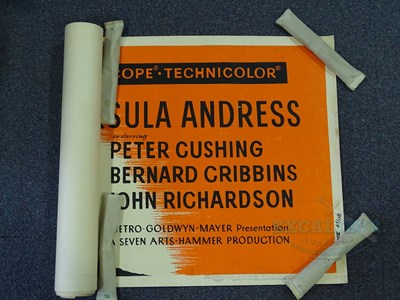 COPE® · TECHNICOLOR®
SULA ANDRESS
co-starring
PETER CUSHING
BERNARD CRIBBINS
OHN RICHARDSON
METRO-GOLDWYN-MAYER Presentation
A SEVEN ARTS-HAMMER PRODUCTION